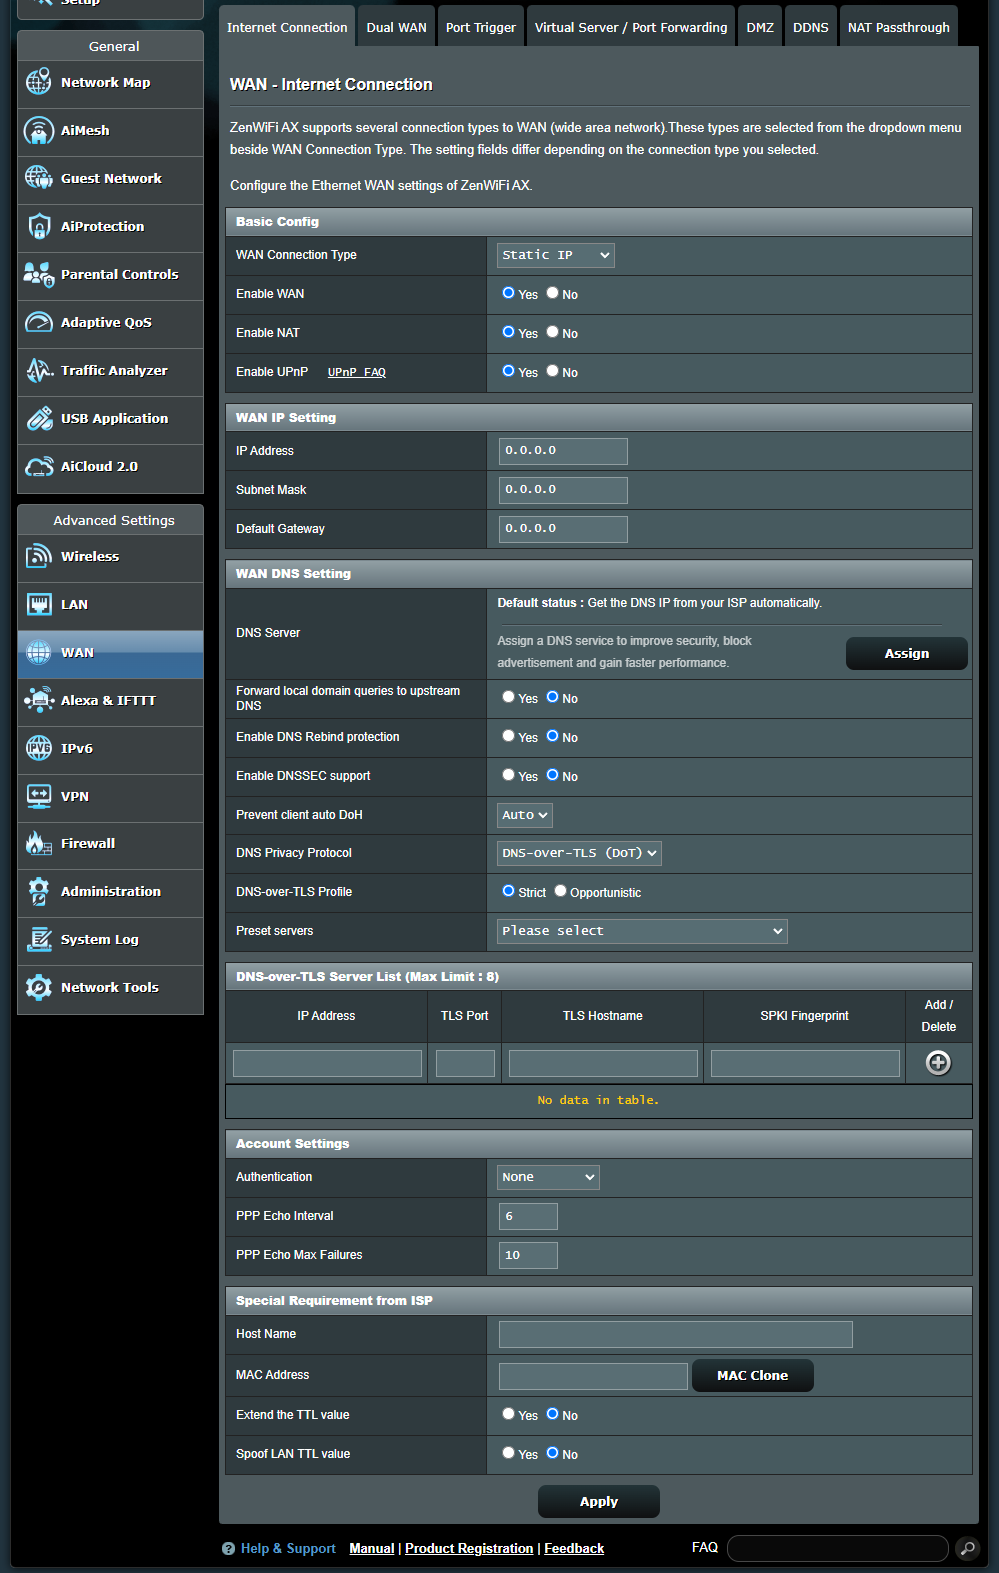 Setup
General
Network Map
AiMesh
Guest Network
AiProtection
Parental Controls
Adaptive QoS
Traffic Analyzer
USB Application
AiCloud 2.0
Advanced Settings
Wireless
LAN
WAN
Alexa & IFTTT
IPv6
VPN
Firewall
Administration
System Log
Network Tools
Internet Connection Dual WAN Port Trigger Virtual Server / Port Forwarding DMZ DDNS NAT Passthrough
WAN - Internet Connection
ZenWiFi AX supports several connection types to WAN (wide area network).These types are selected from the dropdown menu
beside WAN Connection Type. The setting fields differ depending on the connection type you selected.
Configure the Ethernet WAN settings of ZenWiFi AX.
Basic Config
WAN Connection Type Static IP
Enable WAN Yes No
Enable NAT Yes No
Enable UPnP UPnP FAQ Yes No
WAN IP Setting
IP Address 0.0.0.0
Subnet Mask 0.0.0.0
Default Gateway 0.0.0.0
WAN DNS Setting
DNS Server
Default status : Get the DNS IP from your ISP automatically.
Assign a DNS service to improve security, block
advertisement and gain faster performance.
Assign
Forward local domain queries to upstream
DNS
Yes No
Enable DNS Rebind protection Yes No
Enable DNSSEC support Yes No
Prevent client auto DoH Auto
DNS Privacy Protocol DNS-over-TLS (DoT)
DNS-over-TLS Profile Strict Opportunistic
Preset servers Please select
DNS-over-TLS Server List (Max Limit : 8)
IP Address TLS Port TLS Hostname SPKI Fingerprint Add /
Delete
No data in table.
Account Settings
Authentication None
PPP Echo Interval 6
PPP Echo Max Failures 10
Special Requirement from ISP
Host Name
MAC Address MAC Clone
Extend the TTL value Yes No
Spoof LAN TTL value Yes No
Apply
? Help & Support Manual | Product Registration | Feedback FAQ